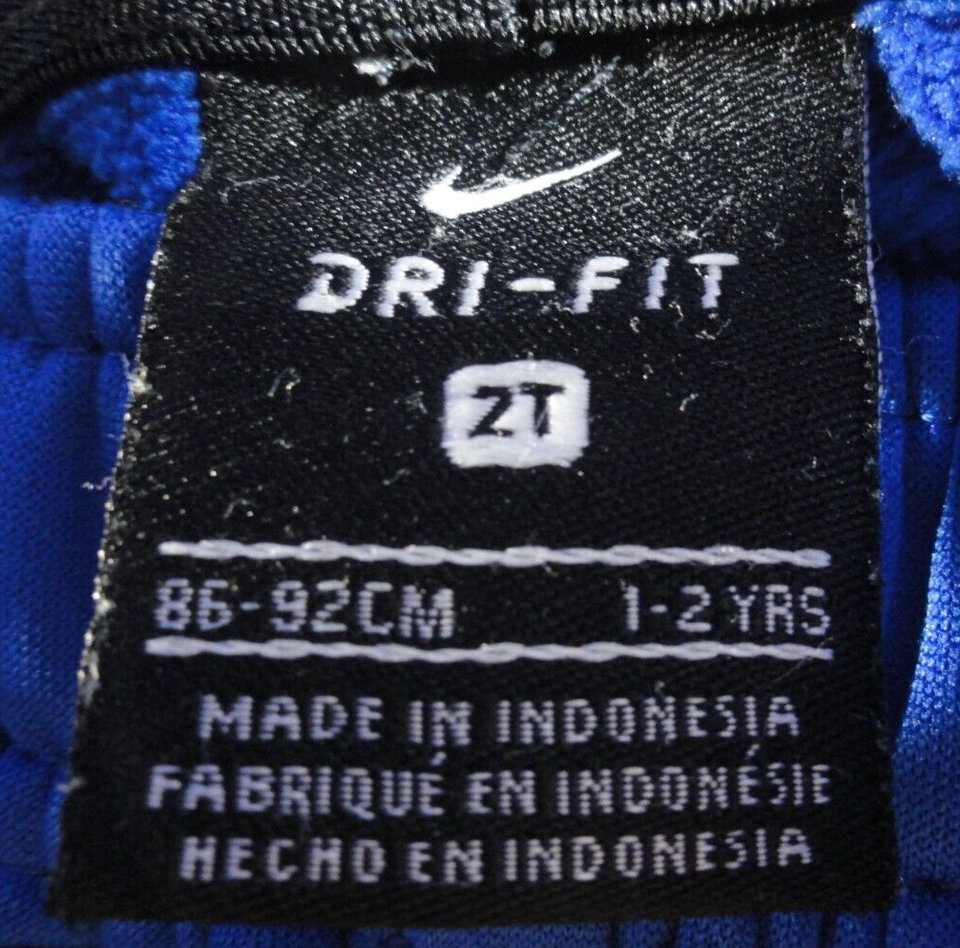 DRI-FIT
2T
86-92CM 1-2 YRS
MADE IN INDONESIA
FABRIQUÉ EN INDONÉSIE
HECHO EN INDONESIA